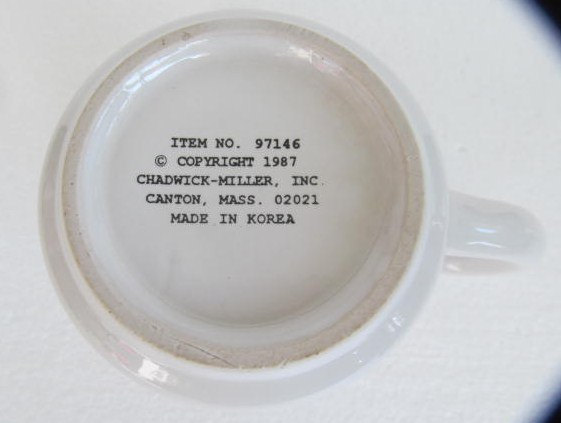 ITEM NO. 97146
© COPYRIGHT 1987
CHADWICK-MILLER, INC.
CANTON, MASS. 02021
MADE IN KOREA